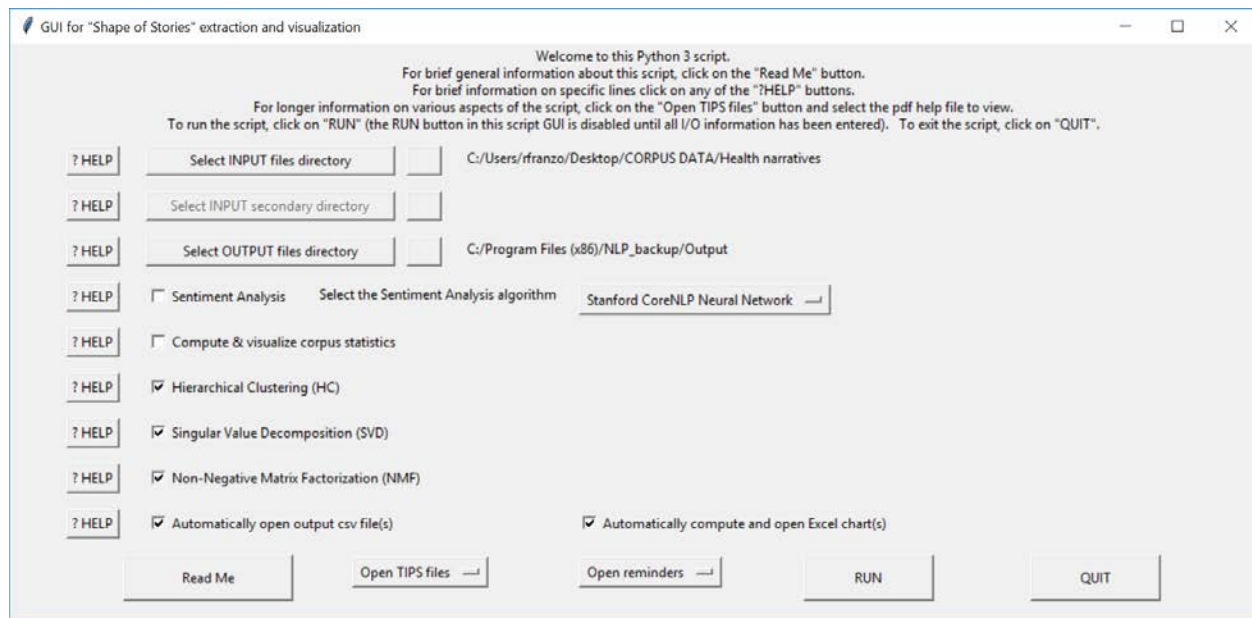 GUI for "Shape of Stories" extraction and visualization
Welcome to this Python 3 script.
For brief general information about this script, click on the "Read Me" button.
For brief information on specific lines click on any of the "?HELP" buttons.
For longer information on various aspects of the script, click on the "Open TIPS files" button and select the pdf help file to view.
To run the script, click on "RUN" (the RUN button in this script GUI is disabled until all I/O information has been entered). To exit the script, click on "QUIT".
? HELP Select INPUT files directory C:/Users/rfranzo/Desktop/CORPUS DATA/Health narratives
? HELP Select INPUT secondary directory
? HELP Select OUTPUT files directory C:/Program Files (x86)/NLP_backup/Output
? HELP Sentiment Analysis Select the Sentiment Analysis algorithm Stanford CoreNLP Neural Network
? HELP Compute & visualize corpus statistics
? HELP Hierarchical Clustering (HC)
? HELP Singular Value Decomposition (SVD)
? HELP Non-Negative Matrix Factorization (NMF)
? HELP Automatically open output csv file(s) Automatically compute and open Excel chart(s)
Read Me Open TIPS files Open reminders RUN QUIT